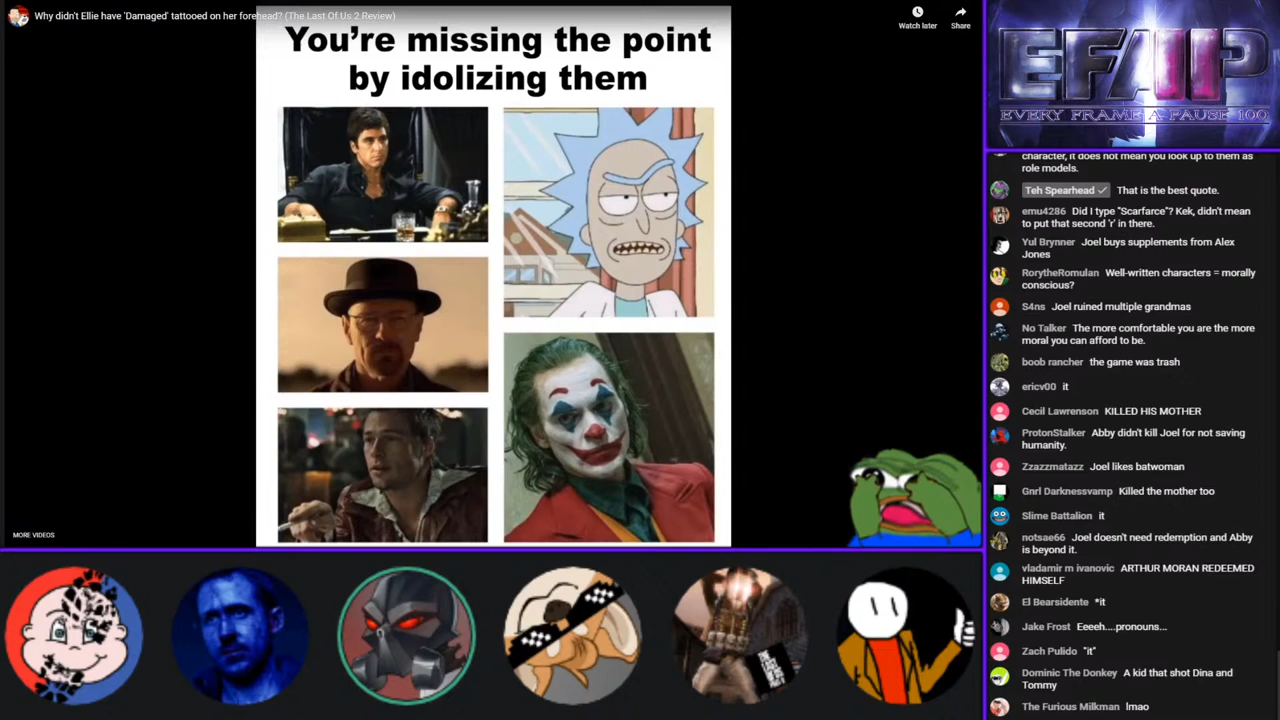 Why didn't Ellie have 'Damaged' tattooed on her forehead? (The Last Of Us 2 Review)
Watch later
Share
You're missing the point
by idolizing them
MORE VIDEOS
EFAP
EVERY FRAME A PAUSE 100
character, it does not mean you look up to them as
role models.
Teh Spearhead ✓ That is the best quote.
emu4286 Did I type "Scarfarce"? Kek, didn't mean
to put that second 'r' in there.
Yul Brynner Joel buys supplements from Alex
Jones
RorytheRomulan Well-written characters = morally
conscious?
S4ns Joel ruined multiple grandmas
No Talker The more comfortable you are the more
moral you can afford to be.
boob rancher the game was trash
ericv00 it
Cecil Lawrenson KILLED HIS MOTHER
ProtonStalker Abby didn't kill Joel for not saving
humanity.
Zzazzmatazz Joel likes batwoman
Gnrl Darknessvamp Killed the mother too
Slime Battalion it
notsae66 Joel doesn't need redemption and Abby
is beyond it.
vladamir m ivanovic ARTHUR MORAN REDEEMED
HIMSELF
El Bearsidente *it
Jake Frost Eeeeh....pronouns...
Zach Pulido "it"
Dominic The Donkey A kid that shot Dina and
Tommy
The Furious Milkman lmao